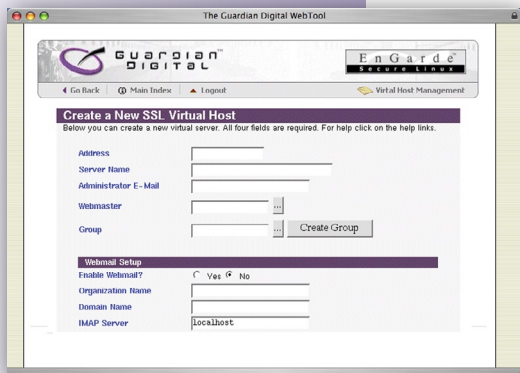 The Guardian Digital WebTool
Guardian™
DIGITAL
EnGarde™
Secure Linux
Go Back
Main Index
Logout
Virtal Host Management
Create a New SSL Virtual Host
Below you can create a new virtual server. All four fields are required. For help click on the help links.
Address
Server Name
Administrator E-Mail
Webmaster ...
Group ... Create Group
Webmail Setup
Enable Webmail? Yes No
Organization Name
Domain Name
IMAP Server localhost